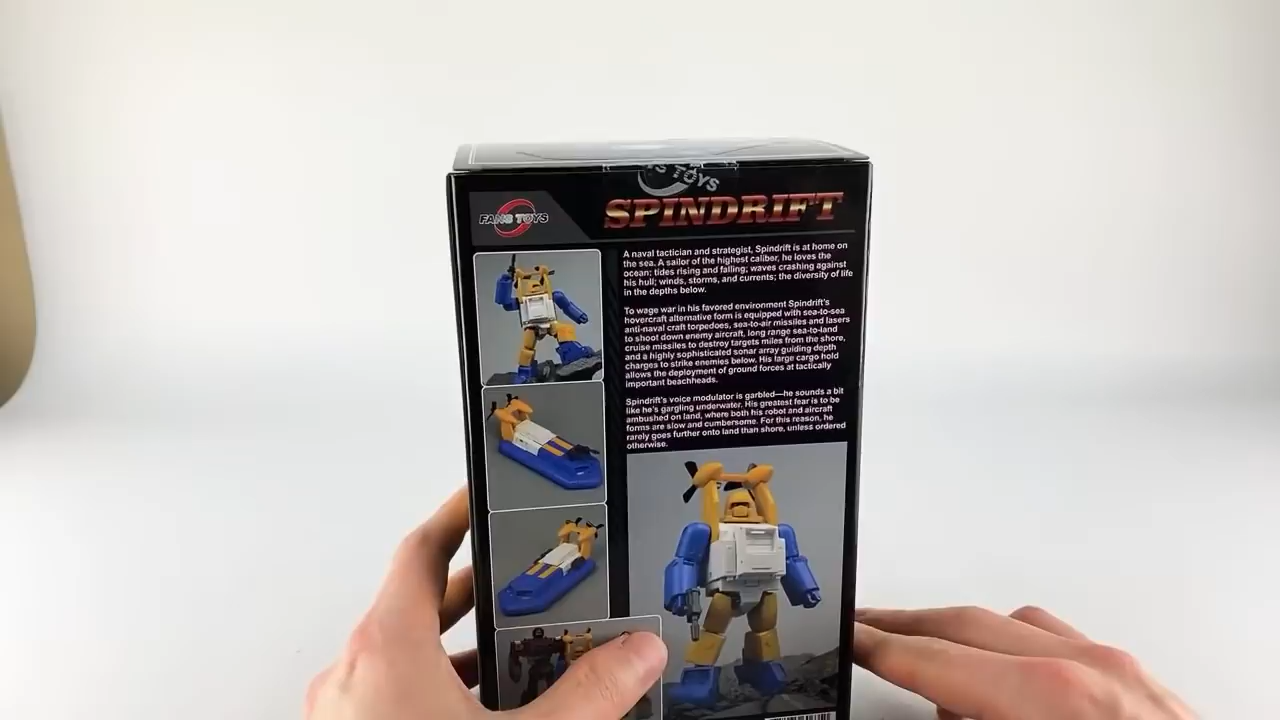 S TOYS
FANS TOYS
SPINDRIFT
A naval tactician and strategist, Spindrift is at home on
the sea. A sailor of the highest caliber, he loves the
ocean: tides rising and falling; waves crashing against
his hull; winds, storms, and currents; the diversity of life
in the depths below.
To wage war in his favored environment Spindrift's
hovercraft alternative form is equipped with sea-to-sea
anti-naval craft torpedoes, sea-to-air missiles and lasers
to shoot down enemy aircraft, long range sea-to-land
cruise missiles to destroy targets miles from the shore,
and a highly sophisticated sonar array guiding depth
charges to strike enemies below. His large cargo hold
allows the deployment of ground forces at tactically
important beachheads.
Spindrift's voice modulator is garbled—he sounds a bit
like he's gargling underwater. His greatest fear is to be
ambushed on land, where both his robot and aircraft
forms are slow and cumbersome. For this reason, he
rarely goes further onto land than shore, unless ordered
otherwise.